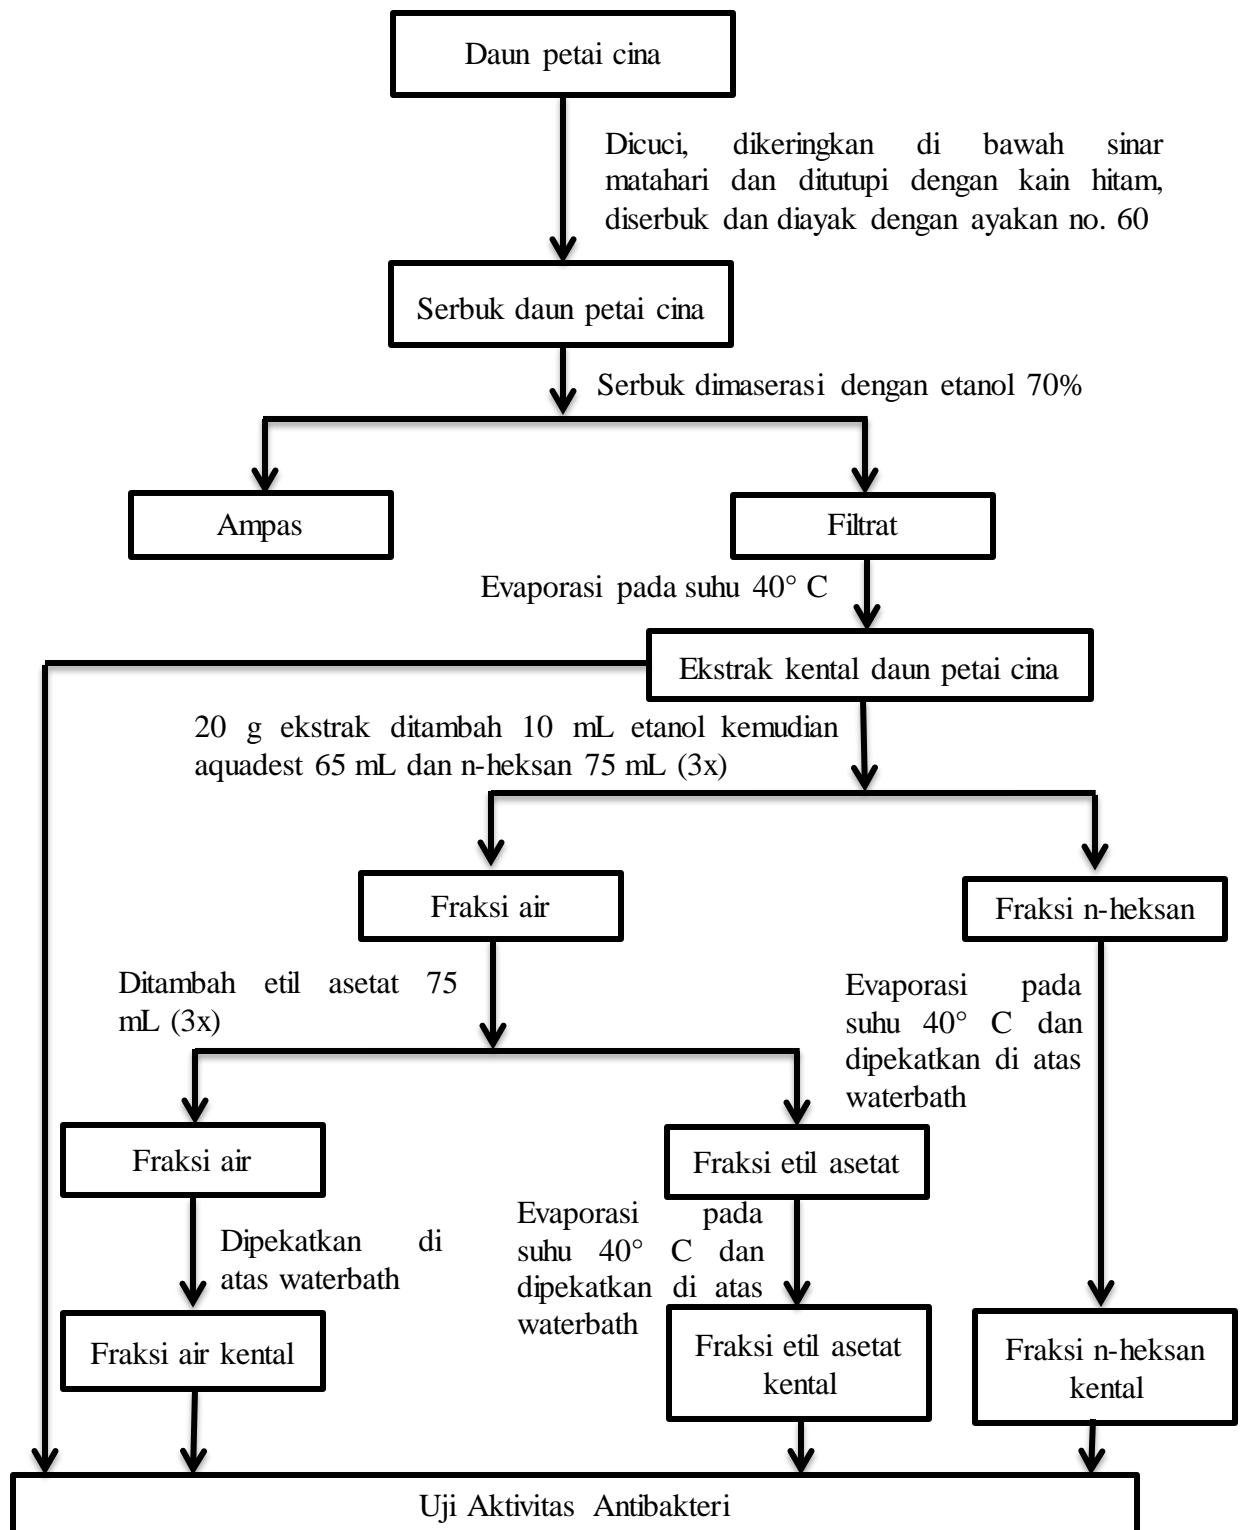 Daun petai cina
Dicuci, dikeringkan di bawah sinar
matahari dan ditutupi dengan kain hitam,
diserbuk dan diayak dengan ayakan no. 60
Serbuk daun petai cina
Serbuk dimaserasi dengan etanol 70%
Ampas
Filtrat
Evaporasi pada suhu 40° C
Ekstrak kental daun petai cina
20 g ekstrak ditambah 10 mL etanol kemudian
aquadest 65 mL dan n-heksan 75 mL (3x)
Fraksi air
Fraksi n-heksan
Ditambah etil asetat 75
mL (3x)
Evaporasi pada
suhu 40° C dan
dipekatkan di atas
waterbath
Fraksi air
Fraksi etil asetat
Dipekatkan di
atas waterbath
Evaporasi pada
suhu 40° C dan
dipekatkan di atas
waterbath
Fraksi air kental
Fraksi etil asetat
kental
Fraksi n-heksan
kental
Uji Aktivitas Antibakteri